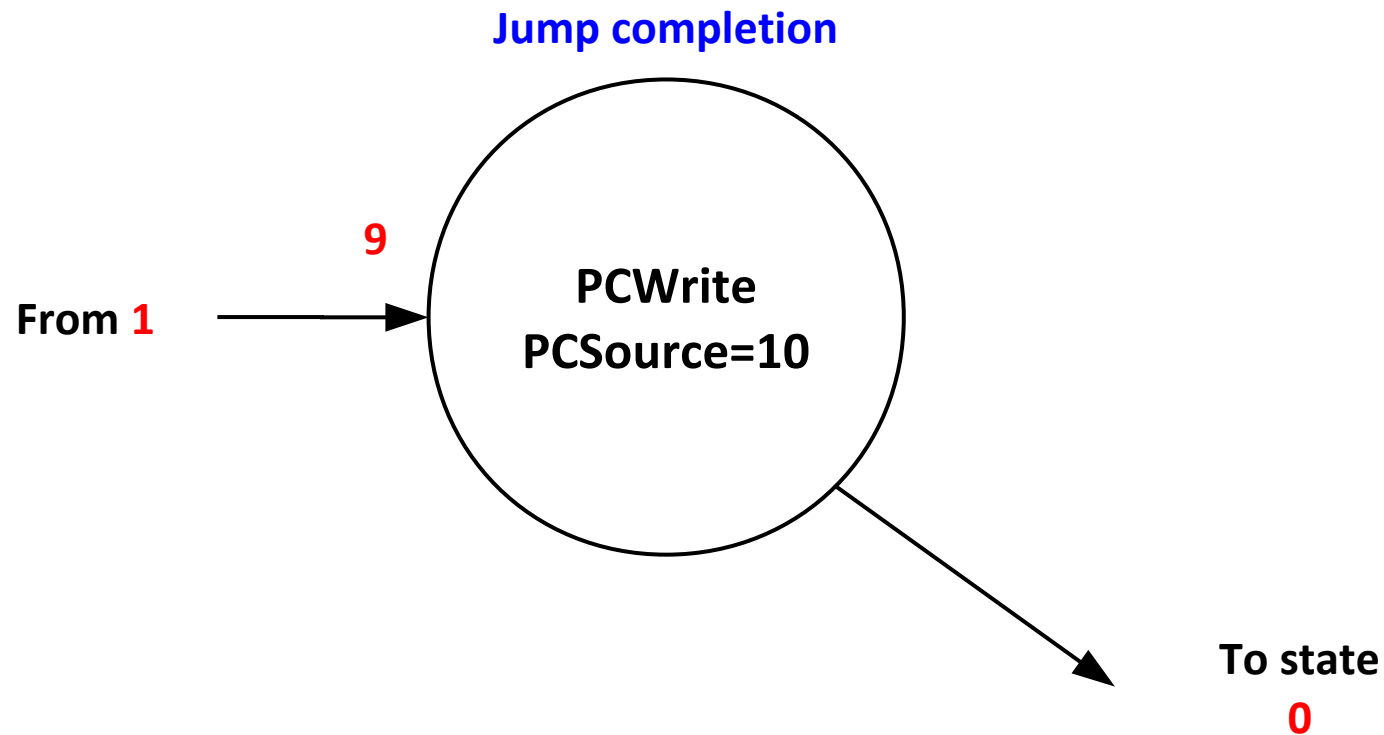 Jump completion
9
From 1
PCWrite
PCSource=10
To state
0